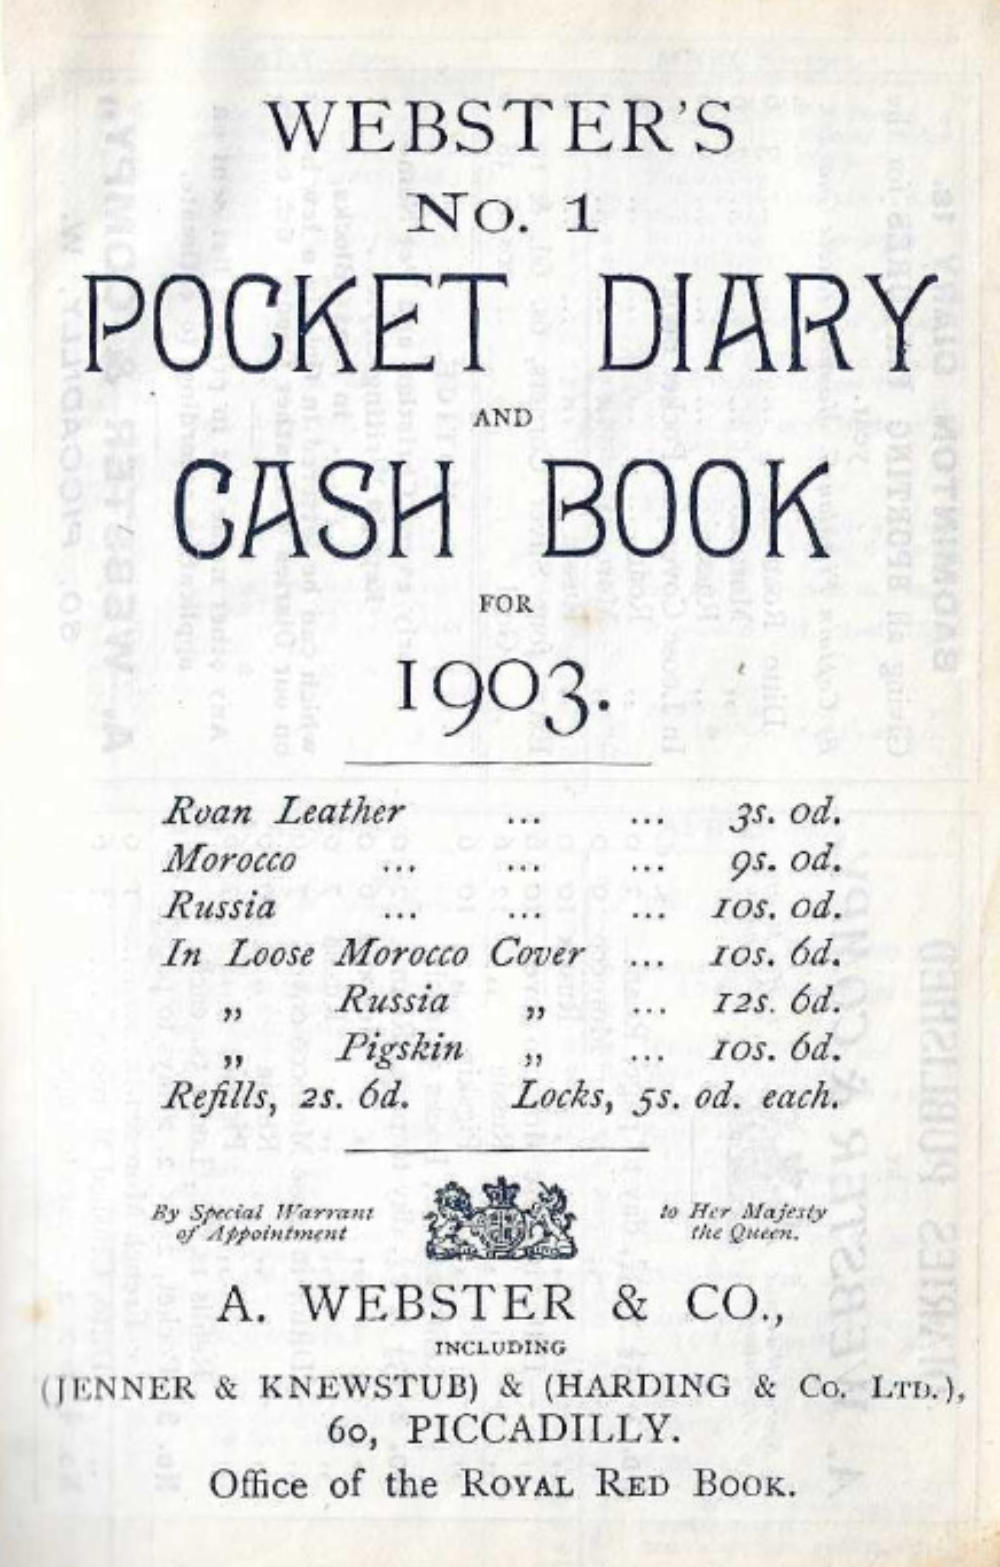 WEBSTER'S
No. 1
POCKET DIARY
AND
CASH BOOK
FOR
1903.
Roan Leather ... ... 3s. 0d.
Morocco ... ... ... 9s. 0d.
Russia ... ... ... 10s. 0d.
In Loose Morocco Cover ... 10s. 6d.
„ Russia „ ... 12s. 6d.
„ Pigskin „ ... 10s. 6d.
Refills, 2s. 6d. Locks, 5s. 0d. each.
By Special Warrant of Appointment
to Her Majesty the Queen.
A. WEBSTER & CO.,
INCLUDING
(JENNER & KNEWSTUB) & (HARDING & Co. LTD.),
60, PICCADILLY.
Office of the ROYAL RED BOOK.